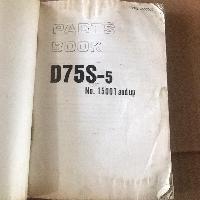 PARTS
BOOK
D75S-5
No. 15001 and up